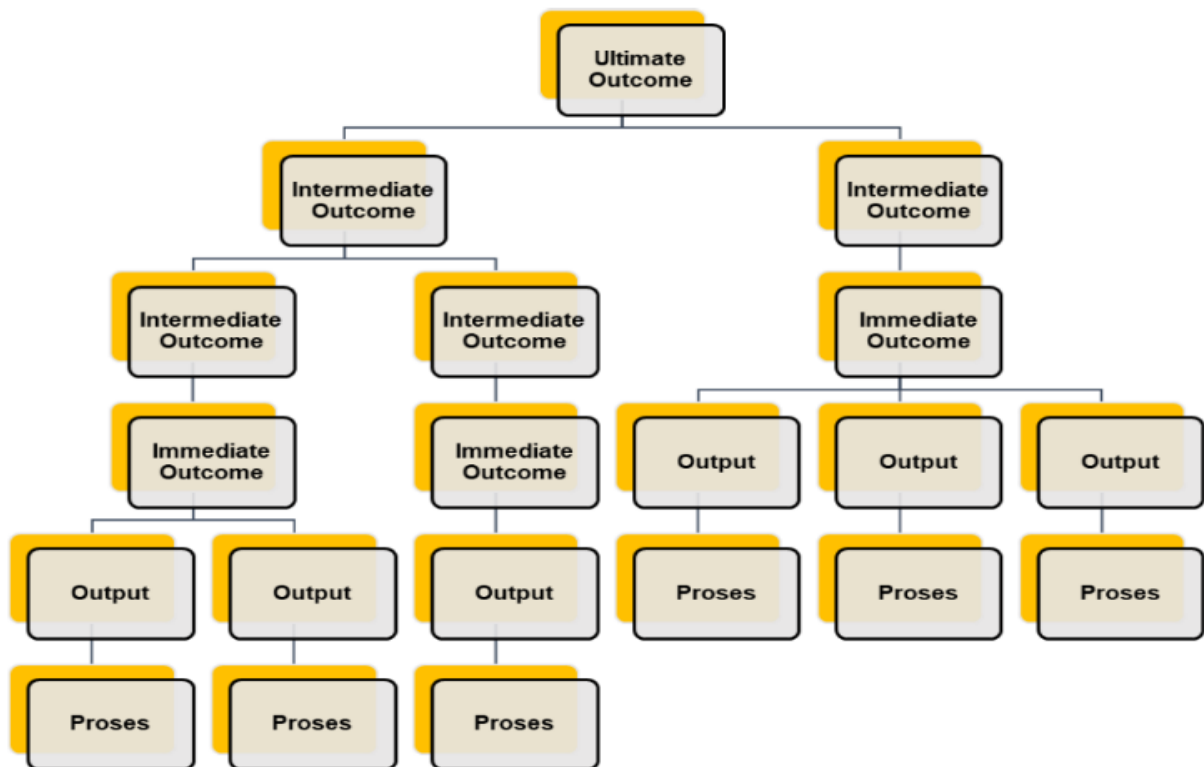 Ultimate
Outcome
Intermediate
Outcome
Intermediate
Outcome
Intermediate
Outcome
Intermediate
Outcome
Immediate
Outcome
Immediate
Outcome
Immediate
Outcome
Output
Output
Output
Output
Output
Output
Proses
Proses
Proses
Proses
Proses
Proses